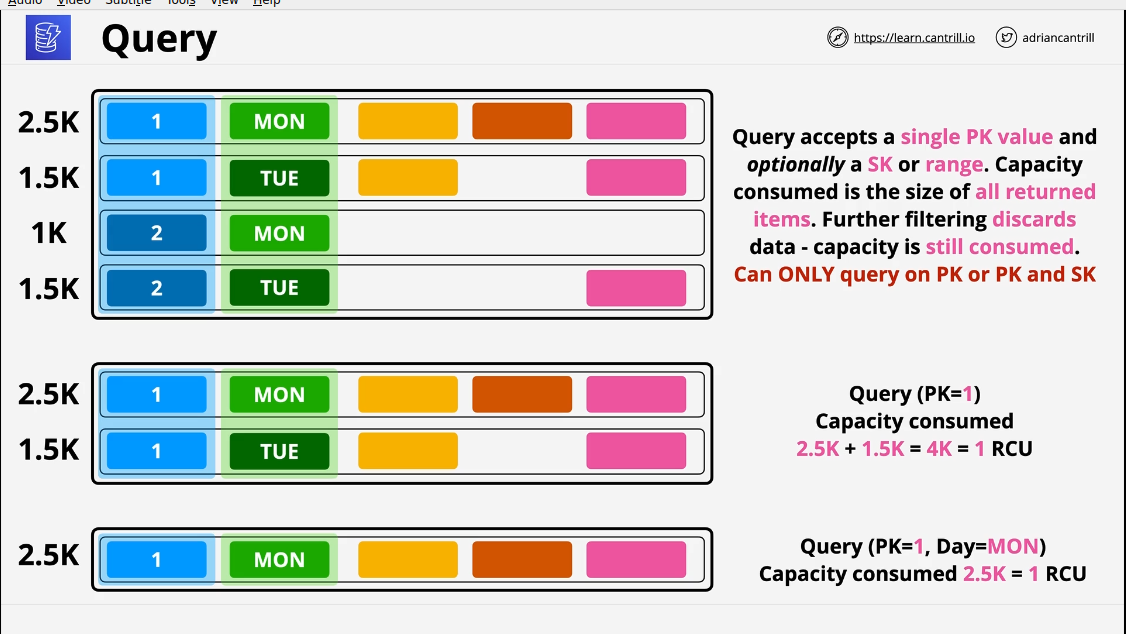 Audio Video Subtitle Tools View Help
Query
https://learn.cantrill.io
adriancantrill
2.5K 1 MON
1.5K 1 TUE
1K 2 MON
1.5K 2 TUE
Query accepts a single PK value and
optionally a SK or range. Capacity
consumed is the size of all returned
items. Further filtering discards
data - capacity is still consumed.
Can ONLY query on PK or PK and SK
2.5K 1 MON
1.5K 1 TUE
Query (PK=1)
Capacity consumed
2.5K + 1.5K = 4K = 1 RCU
2.5K 1 MON
Query (PK=1, Day=MON)
Capacity consumed 2.5K = 1 RCU